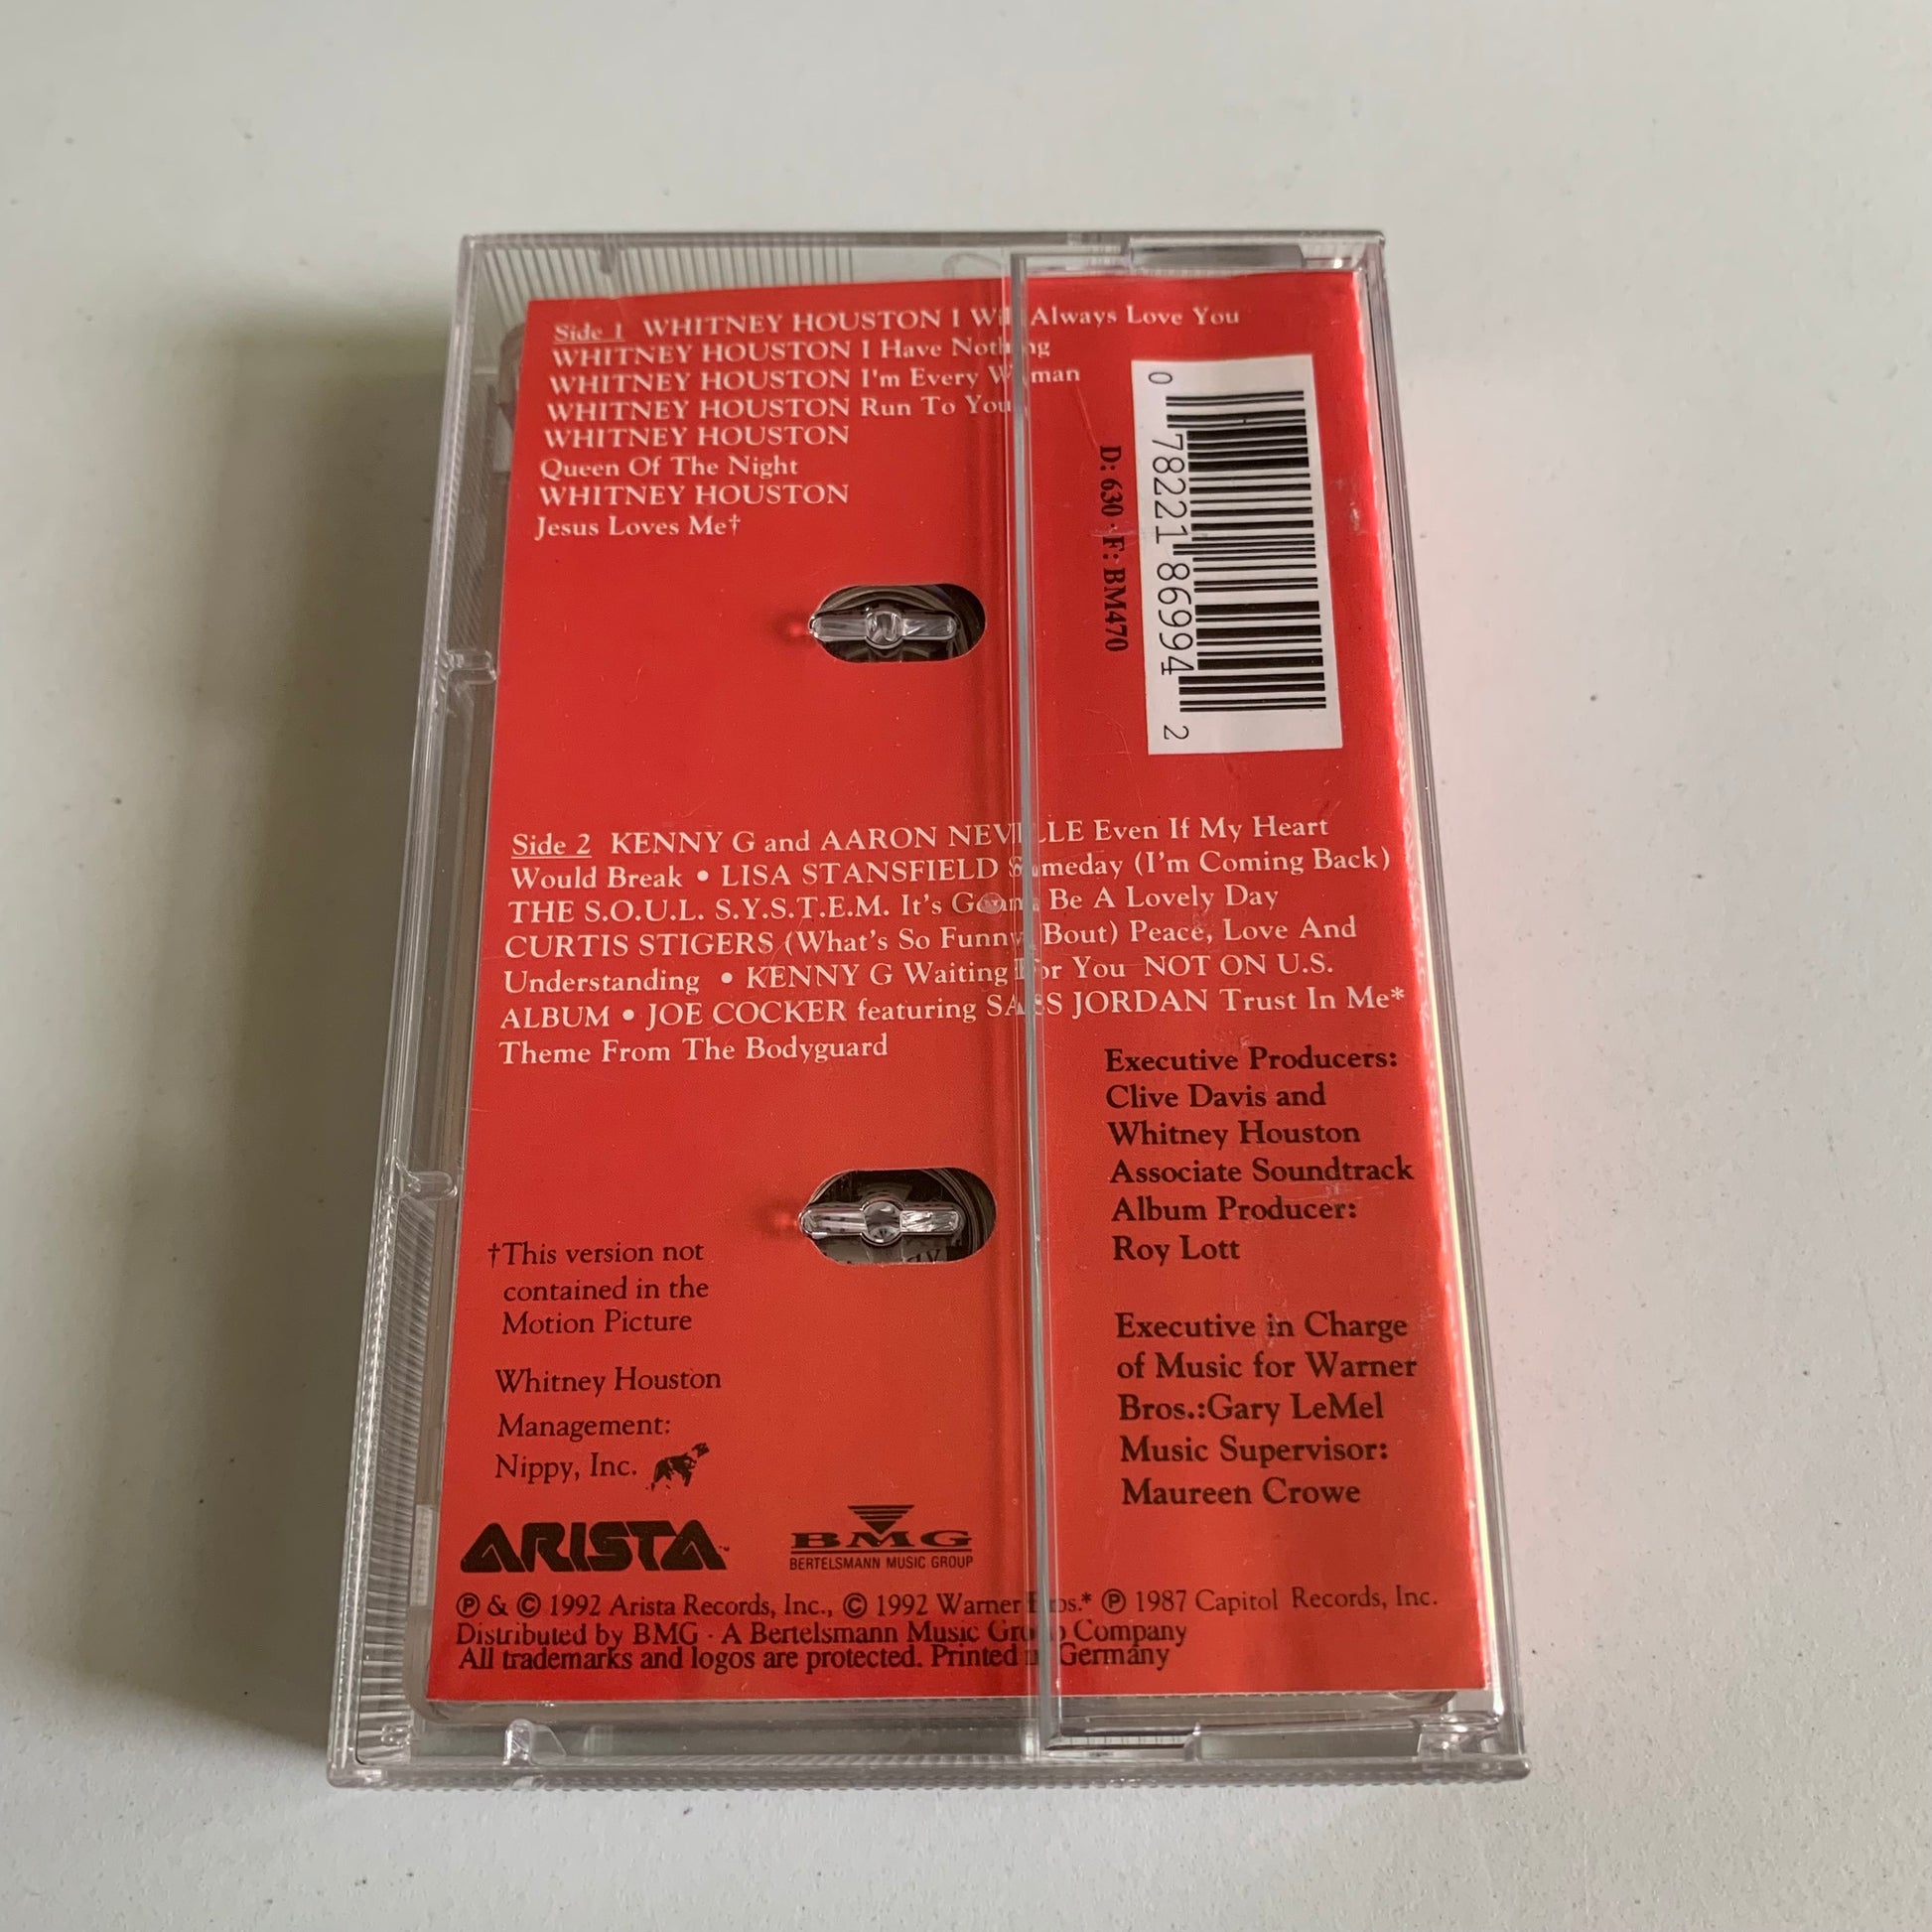 Side 1 WHITNEY HOUSTON I Will Always Love You
WHITNEY HOUSTON I Have Nothing
WHITNEY HOUSTON I'm Every Woman
WHITNEY HOUSTON Run To You
WHITNEY HOUSTON
Queen Of The Night
WHITNEY HOUSTON
Jesus Loves Me†
0 78221 86994 2
D: 630 · F: BM470
Side 2 KENNY G and AARON NEVILLE Even If My Heart
Would Break • LISA STANSFIELD Someday (I'm Coming Back)
THE S.O.U.L. S.Y.S.T.E.M. It's Gonna Be A Lovely Day
CURTIS STIGERS (What's So Funny 'Bout) Peace, Love And
Understanding • KENNY G Waiting For You NOT ON U.S.
ALBUM • JOE COCKER featuring SASS JORDAN Trust In Me*
Theme From The Bodyguard
Executive Producers:
Clive Davis and
Whitney Houston
Associate Soundtrack
Album Producer:
Roy Lott
Executive in Charge
of Music for Warner
Bros.:Gary LeMel
Music Supervisor:
Maureen Crowe
†This version not
contained in the
Motion Picture
Whitney Houston
Management:
Nippy, Inc.
ARISTA™
BMG
BERTELSMANN MUSIC GROUP
℗ & © 1992 Arista Records, Inc., © 1992 Warner Bros.* ℗ 1987 Capitol Records, Inc.
Distributed by BMG · A Bertelsmann Music Group Company
All trademarks and logos are protected. Printed in Germany